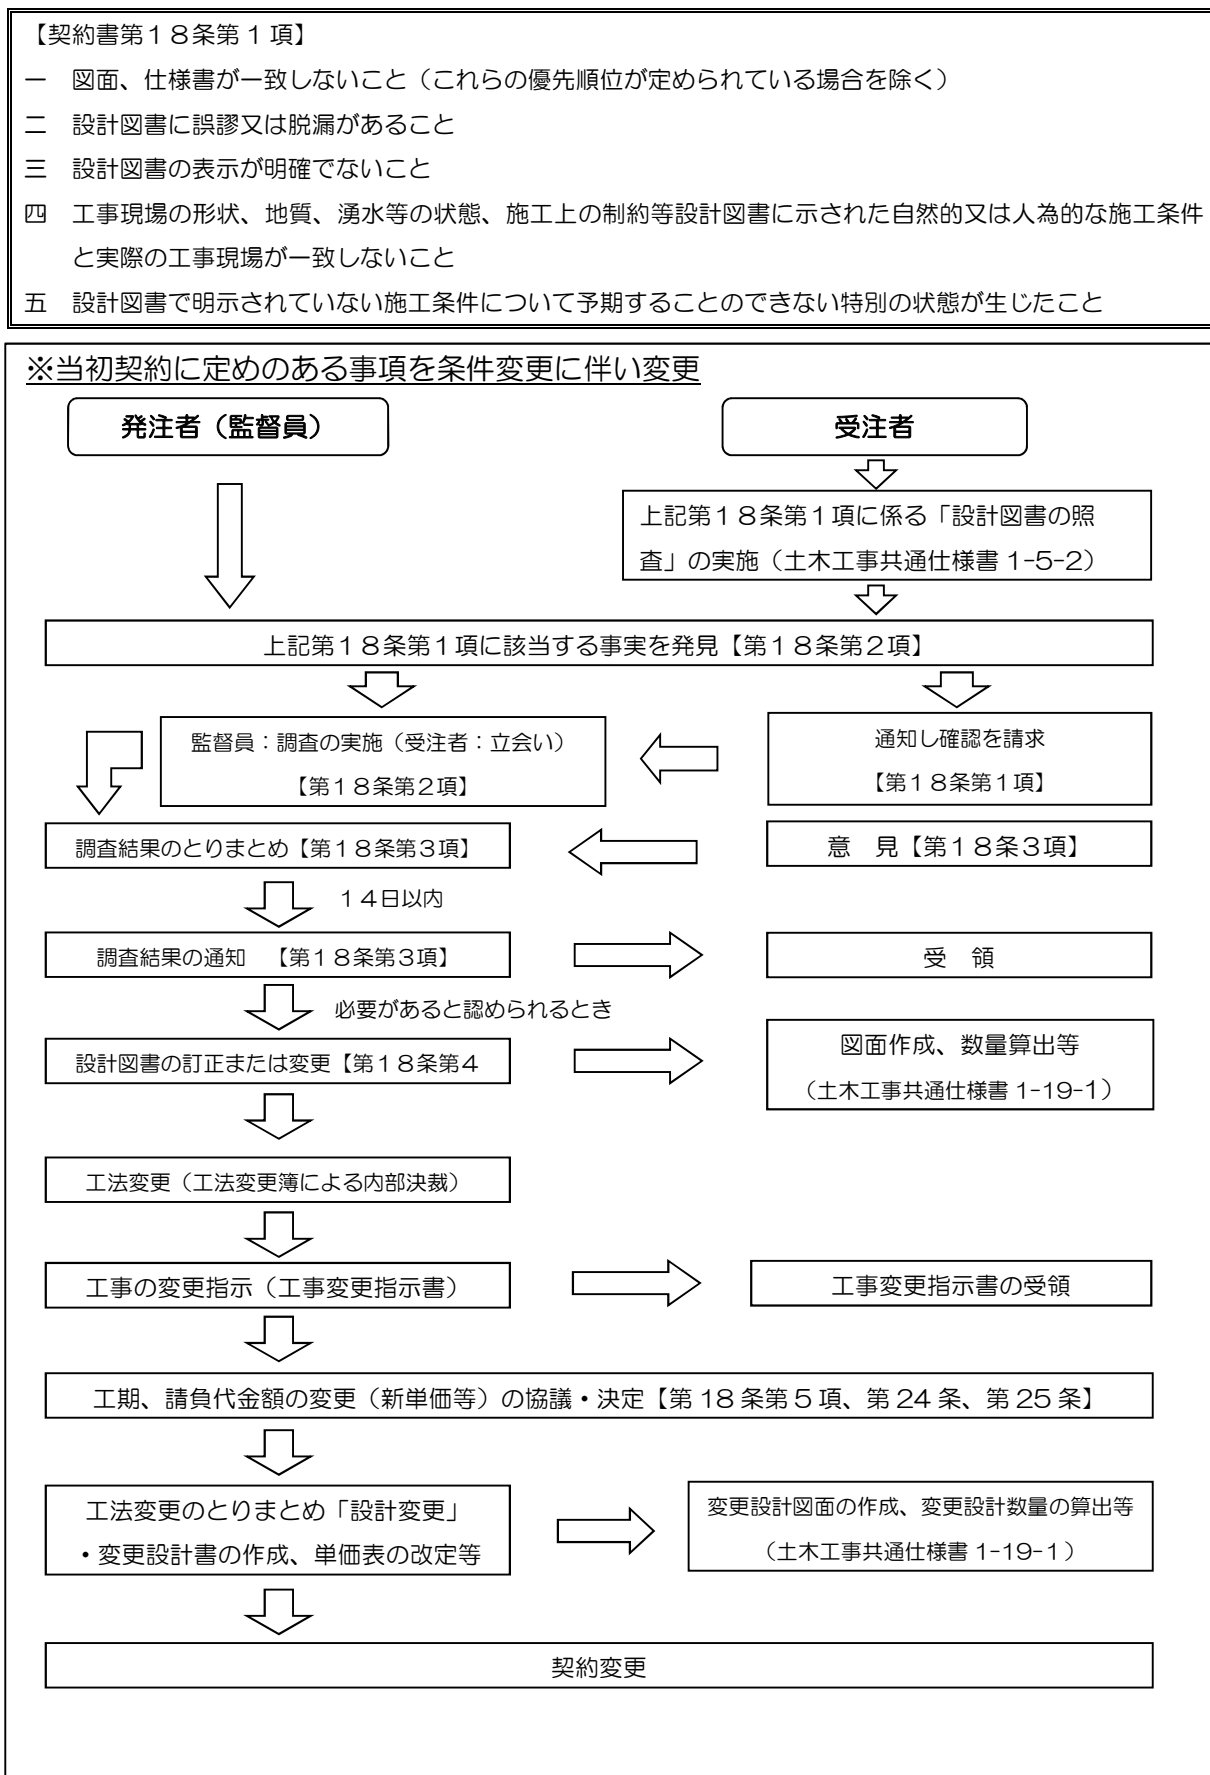 【契約書第１８条第１項】
一　図面、仕様書が一致しないこと（これらの優先順位が定められている場合を除く）
二　設計図書に誤謬又は脱漏があること
三　設計図書の表示が明確でないこと
四　工事現場の形状、地質、湧水等の状態、施工上の制約等設計図書に示された自然的又は人為的な施工条件
と実際の工事現場が一致しないこと
五　設計図書で明示されていない施工条件について予期することのできない特別の状態が生じたこと
※当初契約に定めのある事項を条件変更に伴い変更
発注者（監督員）
受注者
上記第１８条第１項に係る「設計図書の照
査」の実施（土木工事共通仕様書 1-5-2）
上記第１８条第１項に該当する事実を発見【第１８条第２項】
監督員：調査の実施（受注者：立会い）
【第１８条第２項】
通知し確認を請求
【第１８条第１項】
調査結果のとりまとめ【第１８条第３項】
意　見【第１８条３項】
１４日以内
調査結果の通知　【第１８条第３項】
受　領
必要があると認められるとき
設計図書の訂正または変更【第１８条第４
図面作成、数量算出等
（土木工事共通仕様書 1-19-1）
工法変更（工法変更簿による内部決裁）
工事の変更指示（工事変更指示書）
工事変更指示書の受領
工期、請負代金額の変更（新単価等）の協議・決定【第 18 条第５項、第 24 条、第 25 条】
工法変更のとりまとめ「設計変更」
・変更設計書の作成、単価表の改定等
変更設計図面の作成、変更設計数量の算出等
（土木工事共通仕様書 1-19-1）
契約変更